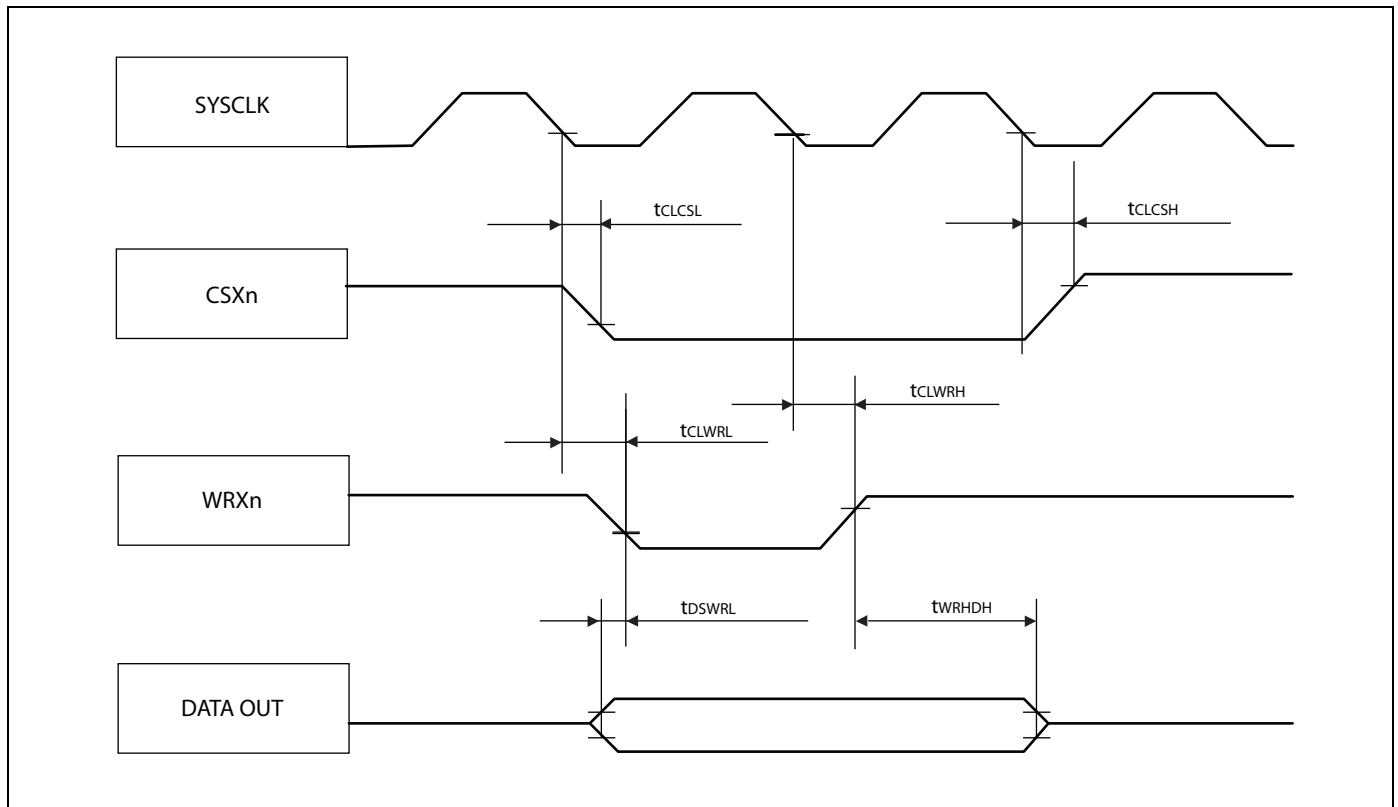 SYSCLK
tCLCSL
tCLCSH
CSXn
tCLWRH
tCLWRL
WRXn
tDSWRL
tWRHDH
DATA OUT